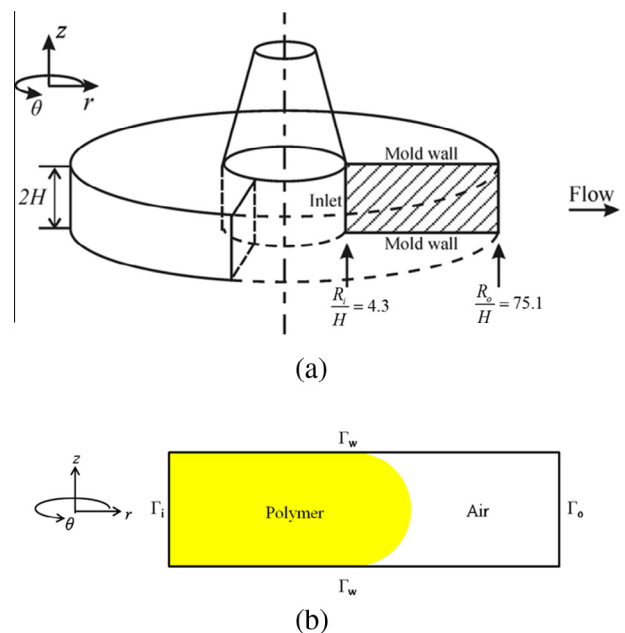 z
r
θ
Mold wall
2H
Inlet
Flow
Mold wall
R_i/H = 4.3
R_o/H = 75.1
(a)
Γ_w
z
r
θ
Γ_i
Polymer
Air
Γ_o
Γ_w
(b)